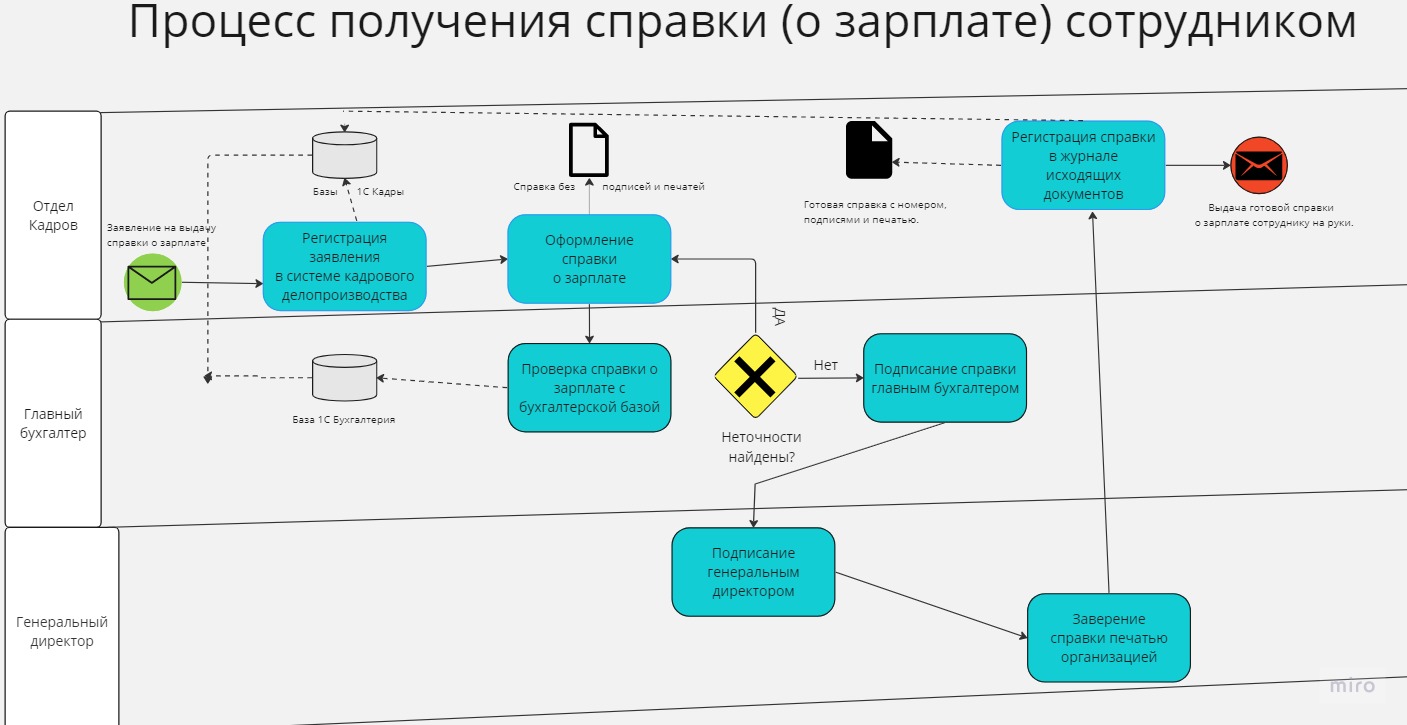 Процесс получения справки (о зарплате) сотрудником
Отдел
Кадров
Заявление на выдачу
справки о зарплате
Базы 1С Кадры
Регистрация
заявления
в системе кадрового
делопроизводства
Справка без подписей и печатей
Оформление
справки
о зарплате
Готовая справка с номером,
подписями и печатью.
Регистрация справки
в журнале
исходящих
документов
Выдача готовой справки
о зарплате сотруднику на руки.
Главный
бухгалтер
База 1С Бухгалтерия
Проверка справки о
зарплате с
бухгалтерской базой
ДА
Нет
Неточности
найдены?
Подписание справки
главным бухгалтером
Генеральный
директор
Подписание
генеральным
директором
Заверение
справки печатью
организацией
miro